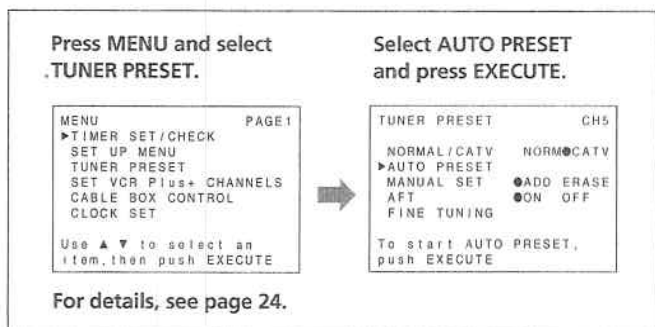 Press MENU and select
TUNER PRESET.
MENU PAGE1
▶TIMER SET/CHECK
SET UP MENU
TUNER PRESET
SET VCR Plus+ CHANNELS
CABLE BOX CONTROL
CLOCK SET
Use ▲ ▼ to select an
item, then push EXECUTE
Select AUTO PRESET
and press EXECUTE.
TUNER PRESET CH5
NORMAL/CATV NORM●CATV
▶AUTO PRESET
MANUAL SET ●ADD ERASE
AFT ●ON OFF
FINE TUNING
To start AUTO PRESET,
push EXECUTE
For details, see page 24.